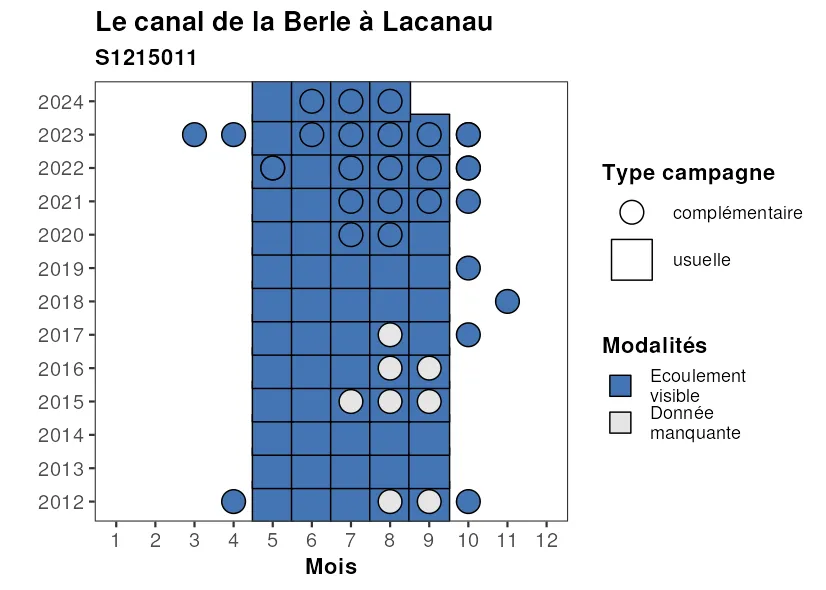 Le canal de la Berle à Lacanau
S1215011
2024
2023
2022
2021
2020
2019
2018
2017
2016
2015
2014
2013
2012
1 2 3 4 5 6 7 8 9 10 11 12
Mois
Type campagne
complémentaire
usuelle
Modalités
Ecoulement
visible
Donnée
manquante